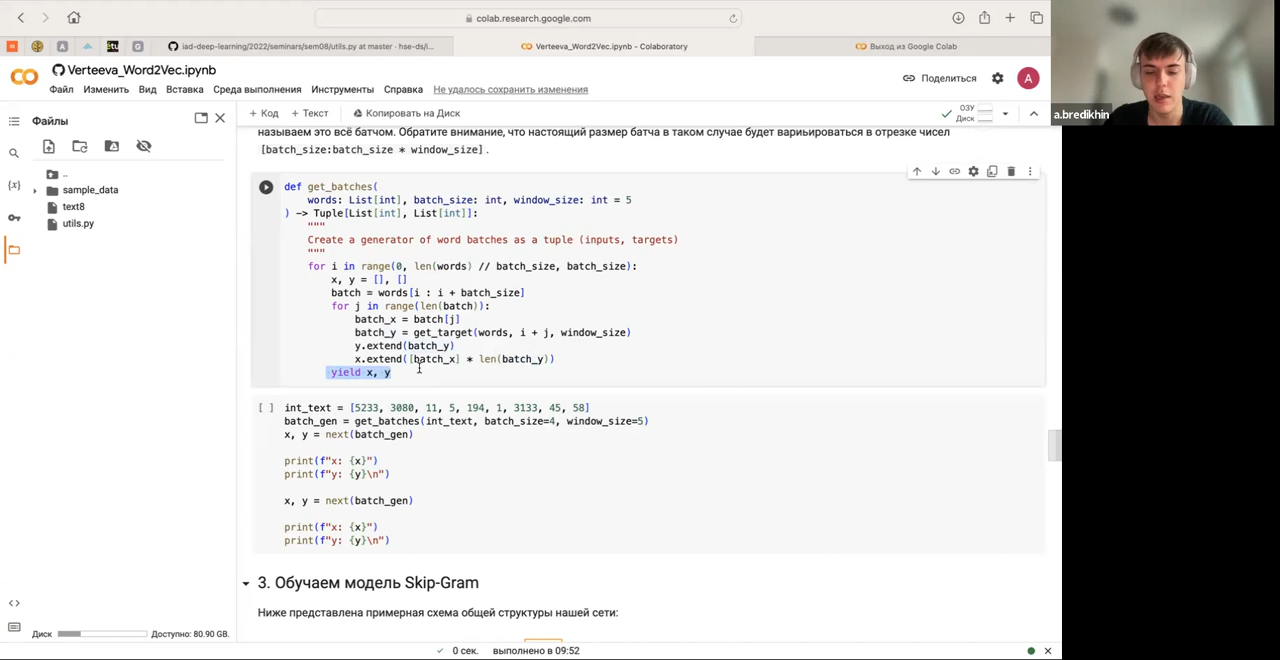 colab.research.google.com
iad-deep-learning/2022/seminars/sem08/utils.py at master · hse-ds/i...
Verteeva_Word2Vec.ipynb - Colaboratory
Выход из Google Colab
Verteeva_Word2Vec.ipynb
Файл Изменить Вид Вставка Среда выполнения Инструменты Справка Не удалось сохранить изменения
Поделиться
A
a.bredikhin
Файлы
+ Код + Текст Копировать на Диск
ОЗУ
Диск
..
sample_data
text8
utils.py
называем это всё батчом. Обратите внимание, что настоящий размер батча в таком случае будет варьироваться в отрезке чисел
[batch_size:batch_size * window_size].
def get_batches(
words: List[int], batch_size: int, window_size: int = 5
) -> Tuple[List[int], List[int]]:
"""
Create a generator of word batches as a tuple (inputs, targets)
"""
for i in range(0, len(words) // batch_size, batch_size):
x, y = [], []
batch = words[i : i + batch_size]
for j in range(len(batch)):
batch_x = batch[j]
batch_y = get_target(words, i + j, window_size)
y.extend(batch_y)
x.extend([batch_x] * len(batch_y))
yield x, y
[ ] int_text = [5233, 3080, 11, 5, 194, 1, 3133, 45, 58]
batch_gen = get_batches(int_text, batch_size=4, window_size=5)
x, y = next(batch_gen)
print(f"x: {x}")
print(f"y: {y}\n")
x, y = next(batch_gen)
print(f"x: {x}")
print(f"y: {y}\n")
3. Обучаем модель Skip-Gram
Ниже представлена примерная схема общей структуры нашей сети:
Диск Доступно: 80.90 GB.
0 сек. выполнено в 09:52